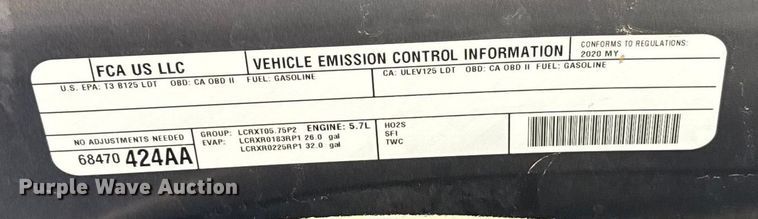 FCA US LLC
VEHICLE EMISSION CONTROL INFORMATION
CONFORMS TO REGULATIONS:
2020 MY
U.S. EPA: T3 B125 LDT OBD: CA OBD II FUEL: GASOLINE
CA: ULEV125 LDT OBD: CA OBD II FUEL: GASOLINE
NO ADJUSTMENTS NEEDED
68470 424AA
GROUP: LCRXT05.75P2 ENGINE: 5.7L
EVAP: LCRXR0183RP1 26.0 gal
LCRXR0225RP1 32.0 gal
HO2S
SFI
TWC
Purple Wave Auction